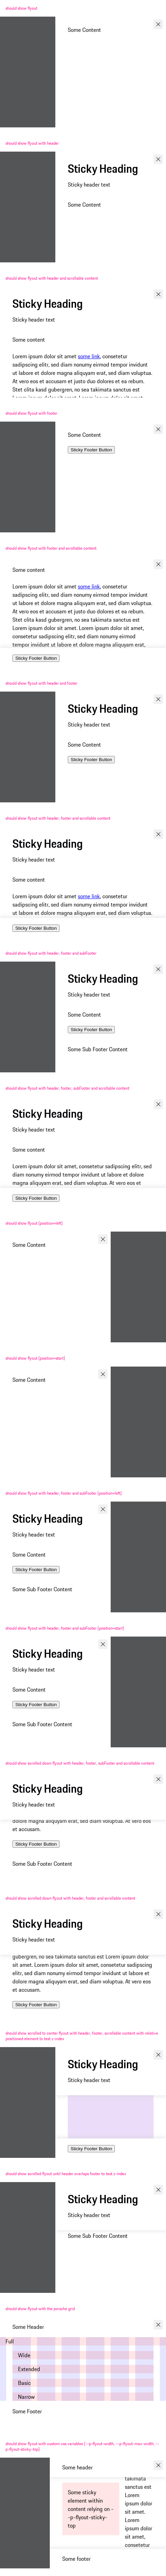 should show flyout
Some Content
should show flyout with header
Sticky Heading
Sticky header text
Some Content
should show flyout with header and scrollable content
Sticky Heading
Sticky header text
Some content
Lorem ipsum dolor sit amet some link, consetetur
sadipscing elitr, sed diam nonumy eirmod tempor invidunt
ut labore et dolore magna aliquyam erat, sed diam voluptua.
At vero eos et accusam et justo duo dolores et ea rebum.
Stet clita kasd gubergren, no sea takimata sanctus est
should show flyout with footer.
Some Content
Sticky Footer Button
should show flyout with footer and scrollable content
Some content
Lorem ipsum dolor sit amet some link, consetetur
sadipscing elitr, sed diam nonumy eirmod tempor invidunt
ut labore et dolore magna aliquyam erat, sed diam voluptua.
At vero eos et accusam et justo duo dolores et ea rebum.
Stet clita kasd gubergren, no sea takimata sanctus est
Lorem ipsum dolor sit amet. Lorem ipsum dolor sit amet,
consetetur sadipscing elitr, sed diam nonumy eirmod
tempor invidunt ut labore et dolore magna aliquyam erat,
Sticky Footer Button
should show flyout with header and footer
Sticky Heading
Sticky header text
Some Content
Sticky Footer Button
should show flyout with header, footer and scrollable content
Sticky Heading
Sticky header text
Some content
Lorem ipsum dolor sit amet some link, consetetur
sadipscing elitr, sed diam nonumy eirmod tempor invidunt
ut labore et dolore magna aliquyam erat, sed diam voluptua.
Sticky Footer Button
should show flyout with header, footer and subFooter
Sticky Heading
Sticky header text
Some Content
Sticky Footer Button
Some Sub Footer Content
should show flyout with header, footer, subFooter and scrollable content
Sticky Heading
Sticky header text
Some content
Lorem ipsum dolor sit amet, consetetur sadipscing elitr, sed
diam nonumy eirmod tempor invidunt ut labore et dolore
magna aliquyam erat, sed diam voluptua. At vero eos et
Sticky Footer Button
should show flyout (position=left)
Some Content
should show flyout (position=start)
Some Content
should show flyout with header, footer and subFooter (position=left)
Sticky Heading
Sticky header text
Some Content
Sticky Footer Button
Some Sub Footer Content
should show flyout with header, footer and subFooter (position=start)
Sticky Heading
Sticky header text
Some Content
Sticky Footer Button
Some Sub Footer Content
should show scrolled down flyout with header, footer, subFooter and scrollable content
Sticky Heading
Sticky header text
dolore magna aliquyam erat, sed diam voluptua. At vero eos
et accusam.
Sticky Footer Button
Some Sub Footer Content
should show scrolled down flyout with header, footer and scrollable content
Sticky Heading
Sticky header text
gubergren, no sea takimata sanctus est Lorem ipsum dolor
sit amet. Lorem ipsum dolor sit amet, consetetur sadipscing
elitr, sed diam nonumy eirmod tempor invidunt ut labore et
dolore magna aliquyam erat, sed diam voluptua. At vero eos
et accusam.
Sticky Footer Button
should show scrolled to center flyout with header, footer, scrollable content with relative
positioned element to test z-index
Sticky Heading
Sticky header text
Sticky Footer Button
should show scrolled flyout until header overlaps footer to test z-index
Sticky Heading
Sticky header text
Some Sub Footer Content
should show flyout with the porsche grid
Some Header
Full
Wide
Extended
Basic
Narrow
Some Footer
Some header
takimata
Some sticky
element within
content relying on -
-p-flyout-sticky-
top
sanctus est
Lorem
ipsum dolor
sit amet.
Lorem
ipsum dolor
sit amet,
consetetur
Some footer